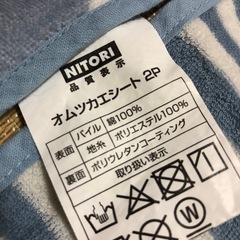 NITORI
品質表示
オムツカエシート 2P
表面 パイル 綿100%
地糸 ポリエステル100%
裏面 ポリウレタンコーティング
取り扱い表示
W